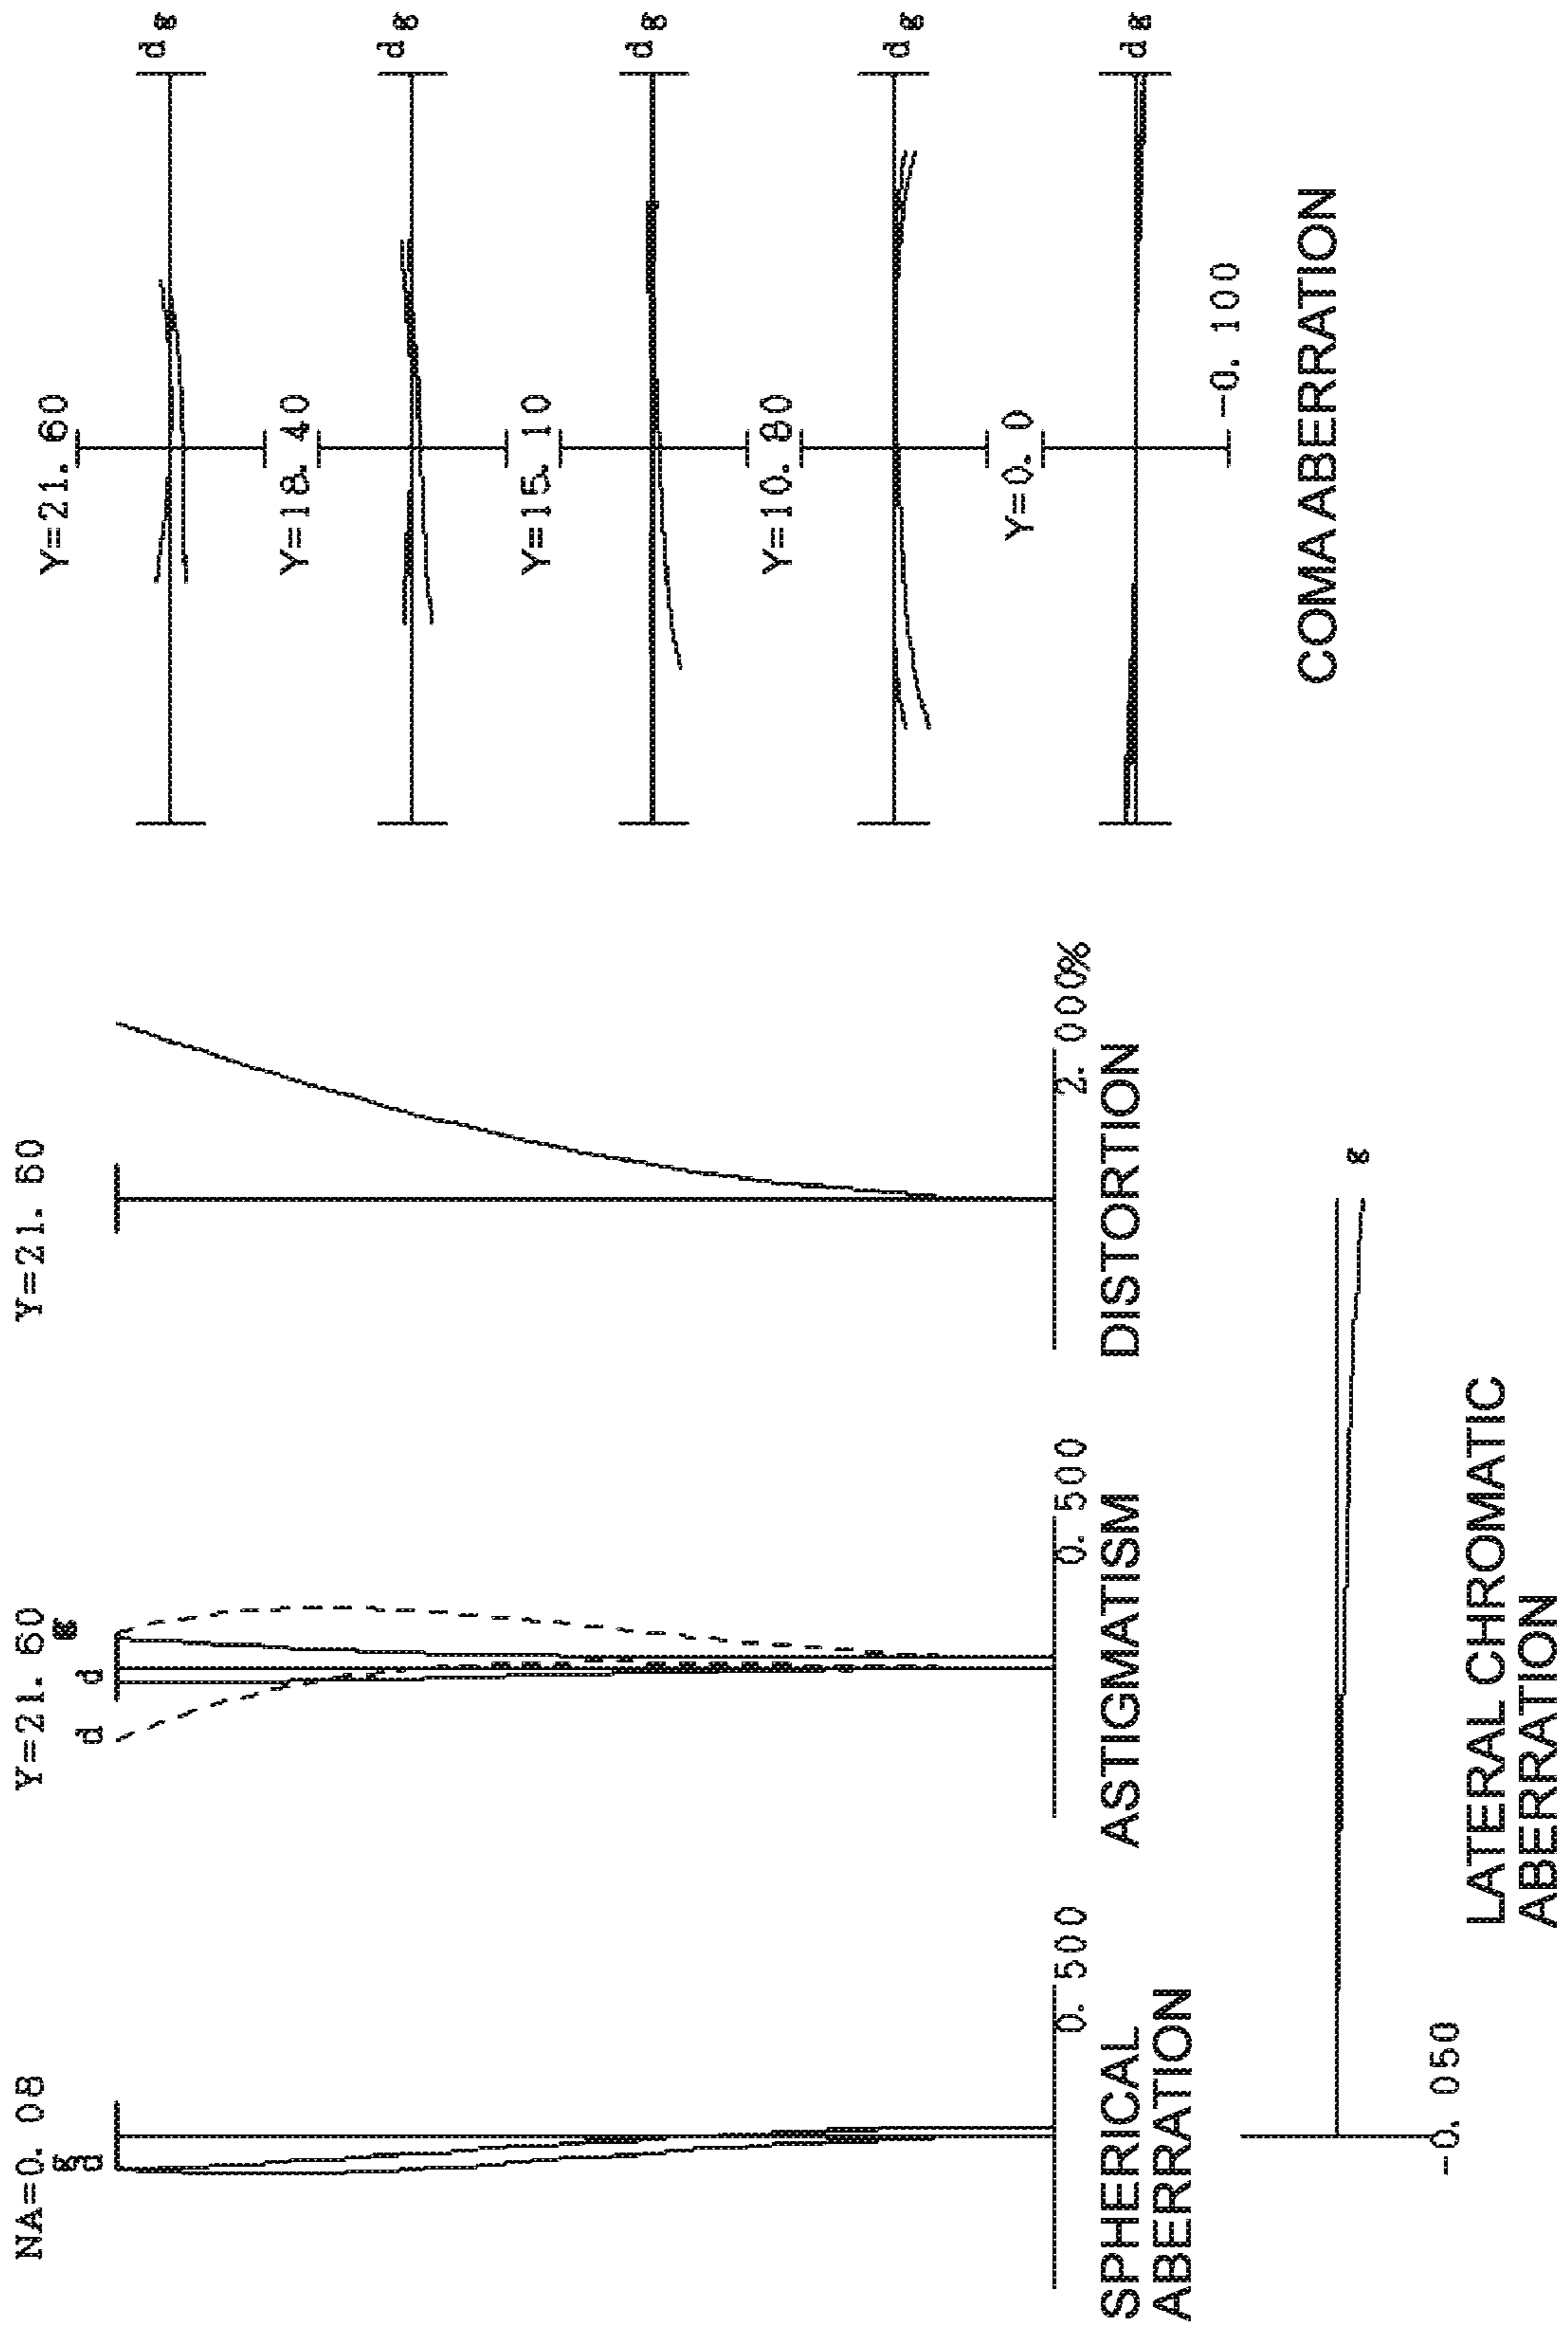 NA=0.08
g
d
0.500
SPHERICAL
ABERRATION
Y=21.60
d
d
g
0.500
ASTIGMATISM
Y=21.60
2.000%
DISTORTION
Y=21.60
d
g
Y=18.40
d
g
Y=15.10
d
g
Y=10.80
d
g
Y=0.0
d
g
-0.100
COMA ABERRATION
g
-0.050
LATERAL CHROMATIC
ABERRATION